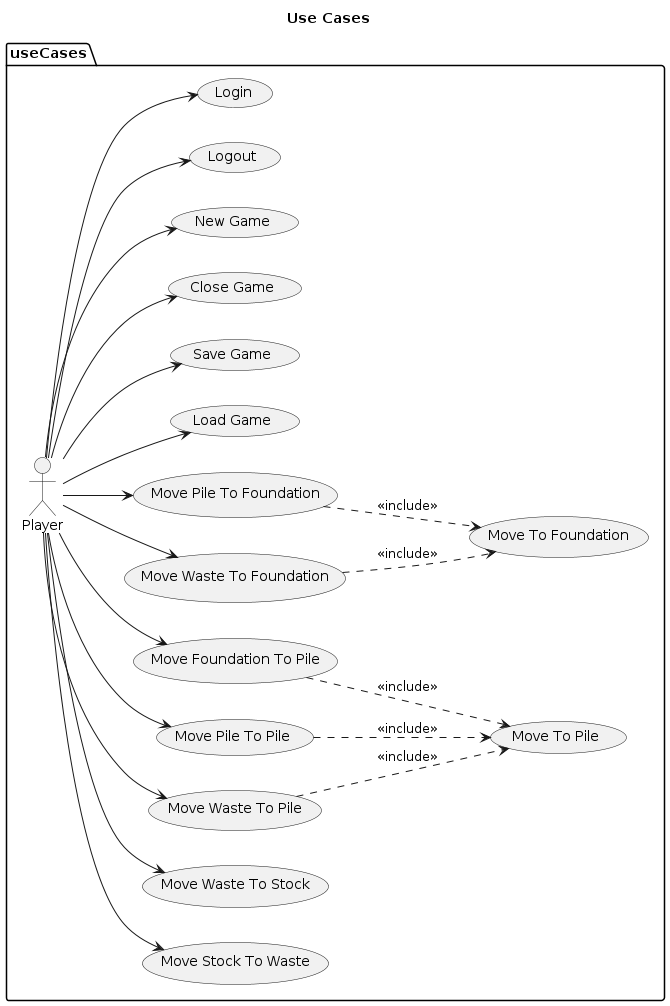 Use Cases
useCases
Login
Logout
New Game
Close Game
Save Game
Load Game
Move Pile To Foundation
«include»
Move To Foundation
Player
Move Waste To Foundation
«include»
Move Foundation To Pile
«include»
Move Pile To Pile
«include»
Move To Pile
Move Waste To Pile
«include»
Move Waste To Stock
Move Stock To Waste